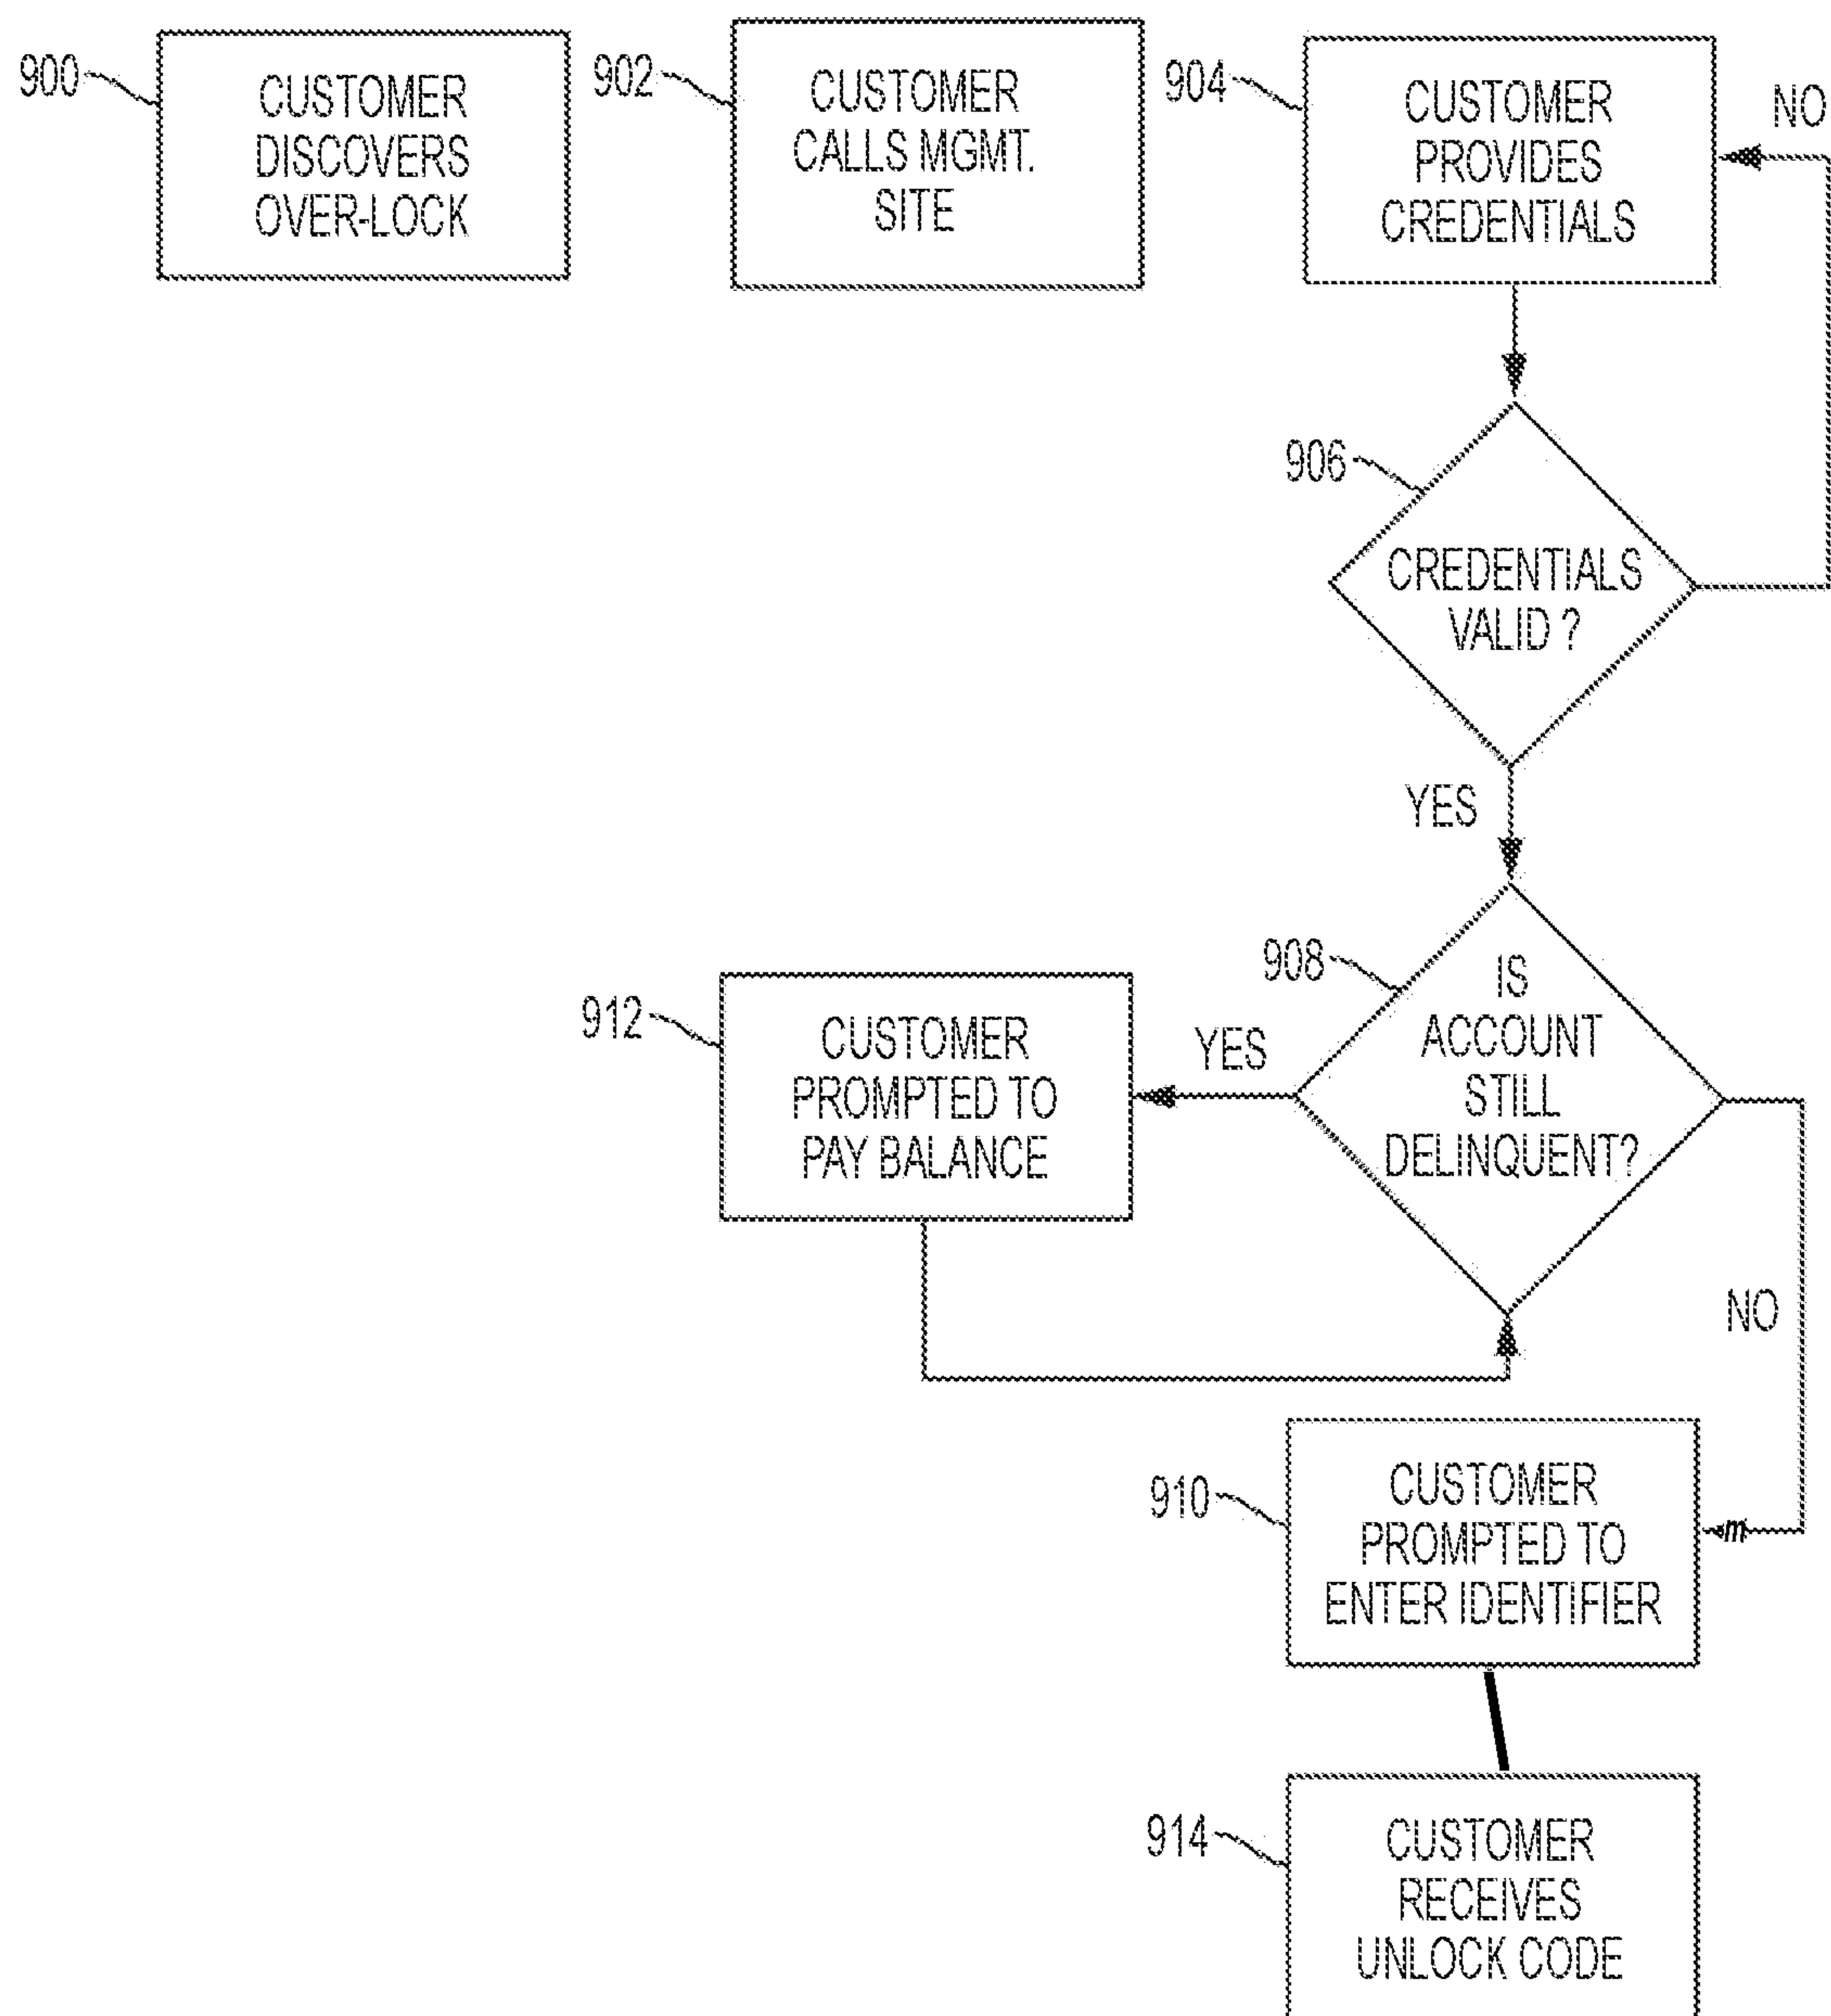 900
CUSTOMER
DISCOVERS
OVER-LOCK
902
CUSTOMER
CALLS MGMT.
SITE
904
CUSTOMER
PROVIDES
CREDENTIALS
NO
906
CREDENTIALS
VALID ?
YES
908
IS
ACCOUNT
STILL
DELINQUENT?
YES
912
CUSTOMER
PROMPTED TO
PAY BALANCE
NO
910
CUSTOMER
PROMPTED TO
ENTER IDENTIFIER
m
914
CUSTOMER
RECEIVES
UNLOCK CODE